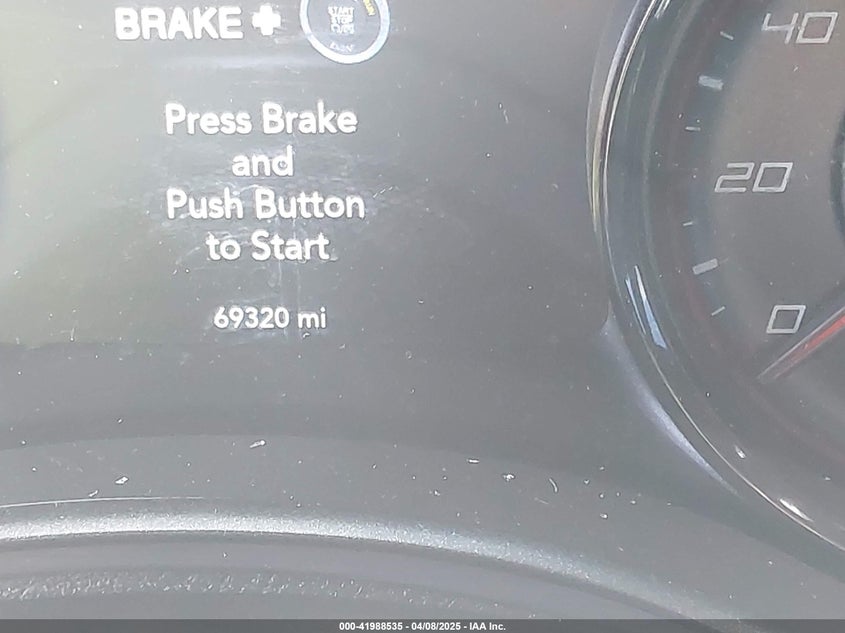 BRAKE +
START
STOP
RUN
40
Press Brake
and
Push Button
to Start
20
69320 mi
0
000-41988535 - 04/08/2025 - IAA Inc.